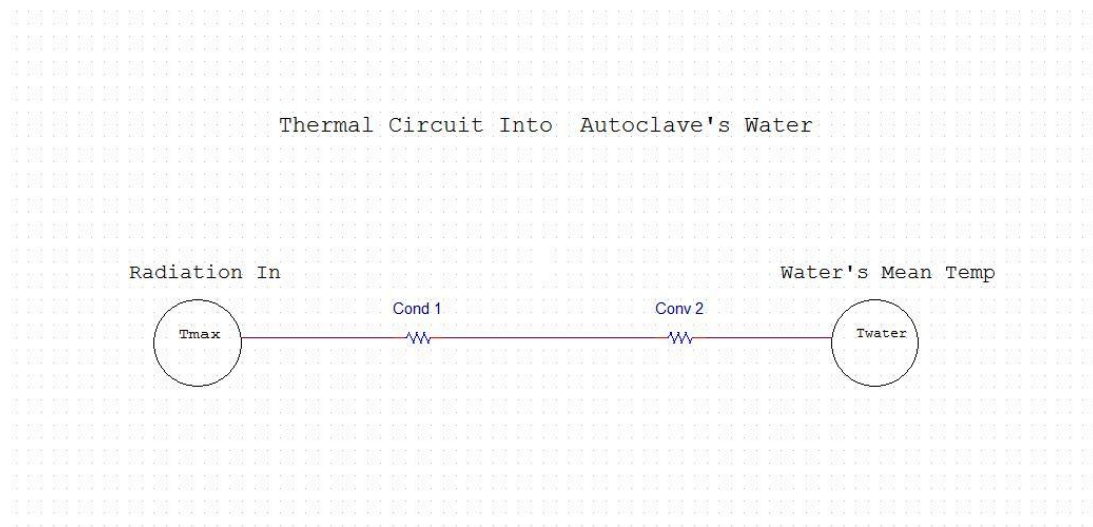 Thermal Circuit Into Autoclave's Water
Radiation In
Water's Mean Temp
Cond 1
Conv 2
Tmax
Twater